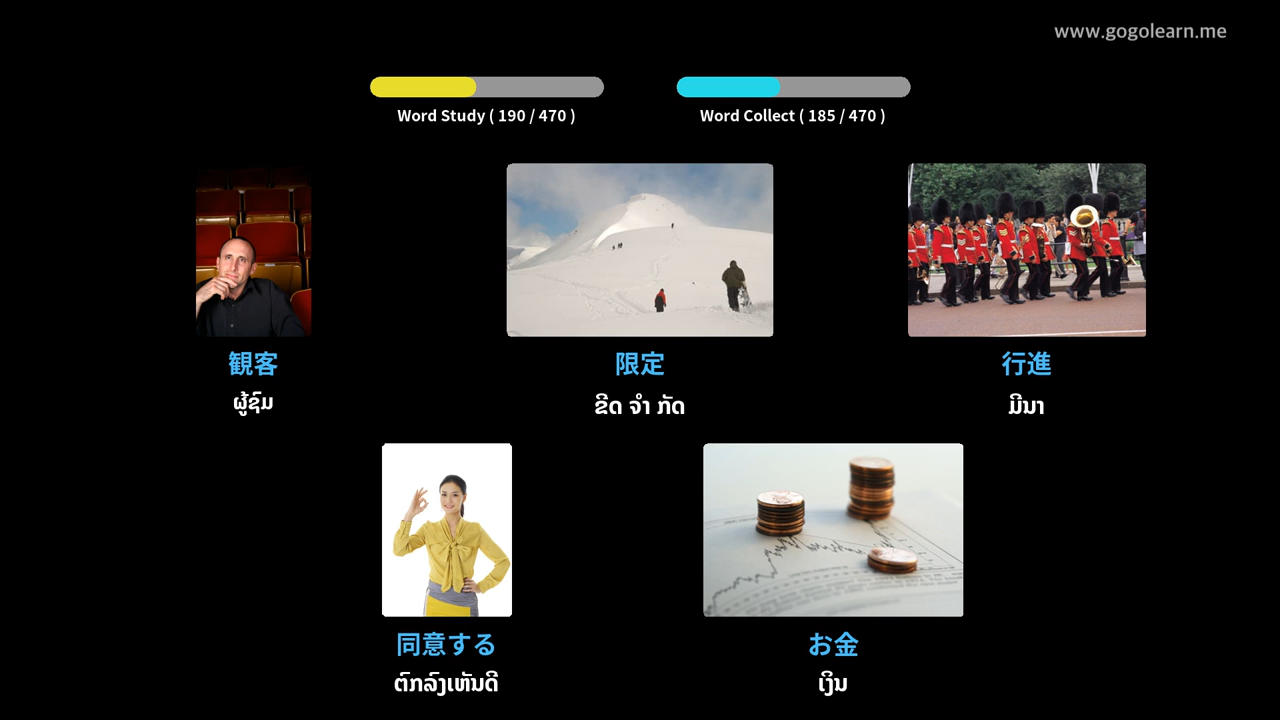 www.gogolearn.me
Word Study ( 190 / 470 )
Word Collect ( 185 / 470 )
観客
限定
行進
ຜູ້ຊົມ
ຂີດ ຈຳ ກັດ
ມີນາ
同意する
お金
ຕົກລົງເຫັນດີ
ເງິນ